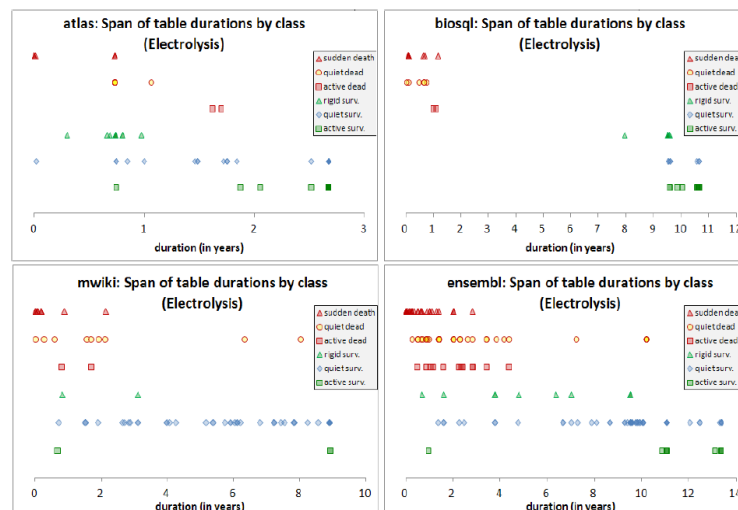 atlas: Span of table durations by class
(Electrolysis)
sudden death
quiet dead
active dead
rigid surv.
quiet surv.
active surv.
0 1 2 3
duration (in years)
biosql: Span of table durations by class
(Electrolysis)
sudden death
quiet dead
active dead
rigid surv.
quiet surv.
active surv.
0 1 2 3 4 5 6 7 8 9 10 11 12
duration (in years)
mwiki: Span of table durations by class
(Electrolysis)
sudden death
quiet dead
active dead
rigid surv.
quiet surv.
active surv.
0 2 4 6 8 10
duration (in years)
ensembl: Span of table durations by class
(Electrolysis)
sudden death
quiet dead
active dead
rigid surv.
quiet surv.
active surv.
0 2 4 6 8 10 12 14
duration (in years)